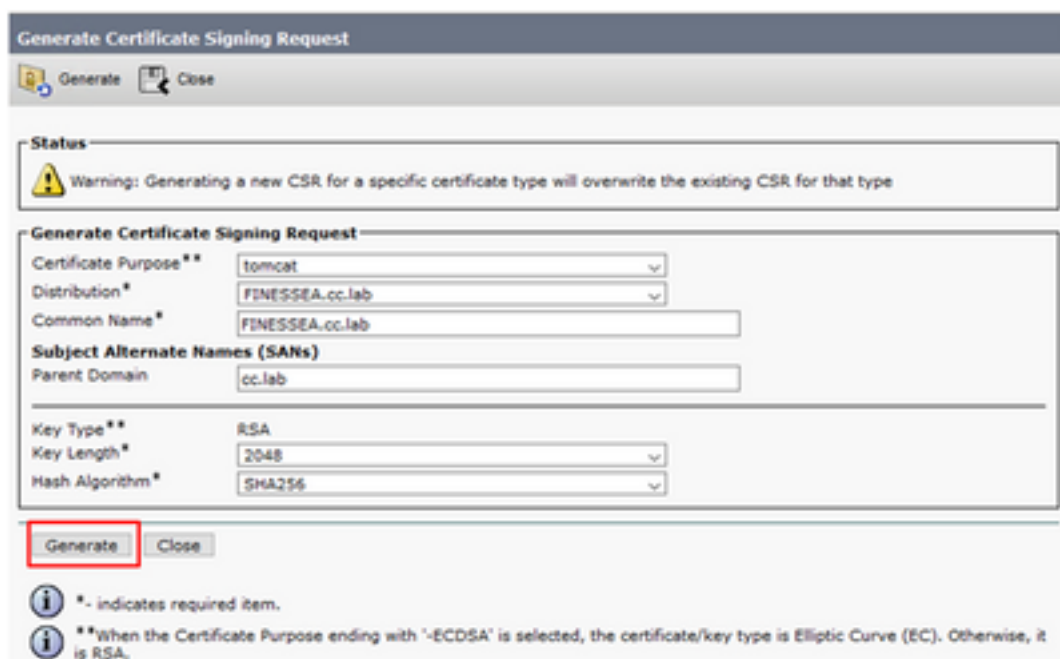 Generate Certificate Signing Request
Generate Close
Status
Warning: Generating a new CSR for a specific certificate type will overwrite the existing CSR for that type
Generate Certificate Signing Request
Certificate Purpose** tomcat
Distribution* FINESSEA.cc.lab
Common Name* FINESSEA.cc.lab
Subject Alternate Names (SANs)
Parent Domain cc.lab
Key Type** RSA
Key Length* 2048
Hash Algorithm* SHA256
Generate Close
*- indicates required item.
**When the Certificate Purpose ending with '-ECDSA' is selected, the certificate/key type is Elliptic Curve (EC). Otherwise, it
is RSA.